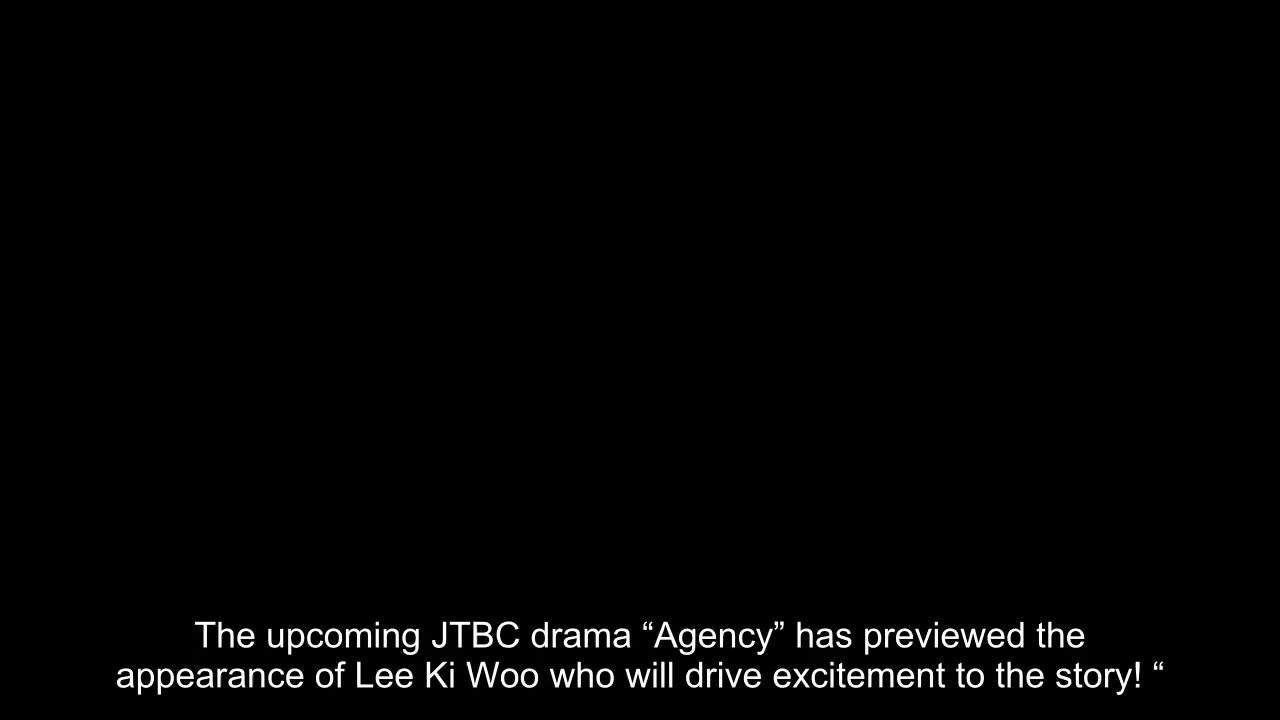 The upcoming JTBC drama “Agency” has previewed the
appearance of Lee Ki Woo who will drive excitement to the story! “